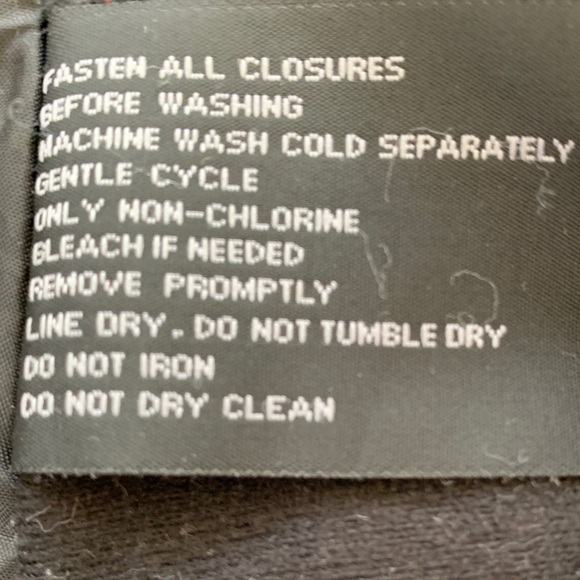 FASTEN ALL CLOSURES
BEFORE WASHING
MACHINE WASH COLD SEPARATELY
GENTLE CYCLE
ONLY NON-CHLORINE
BLEACH IF NEEDED
REMOVE PROMPTLY
LINE DRY. DO NOT TUMBLE DRY
DO NOT IRON
DO NOT DRY CLEAN